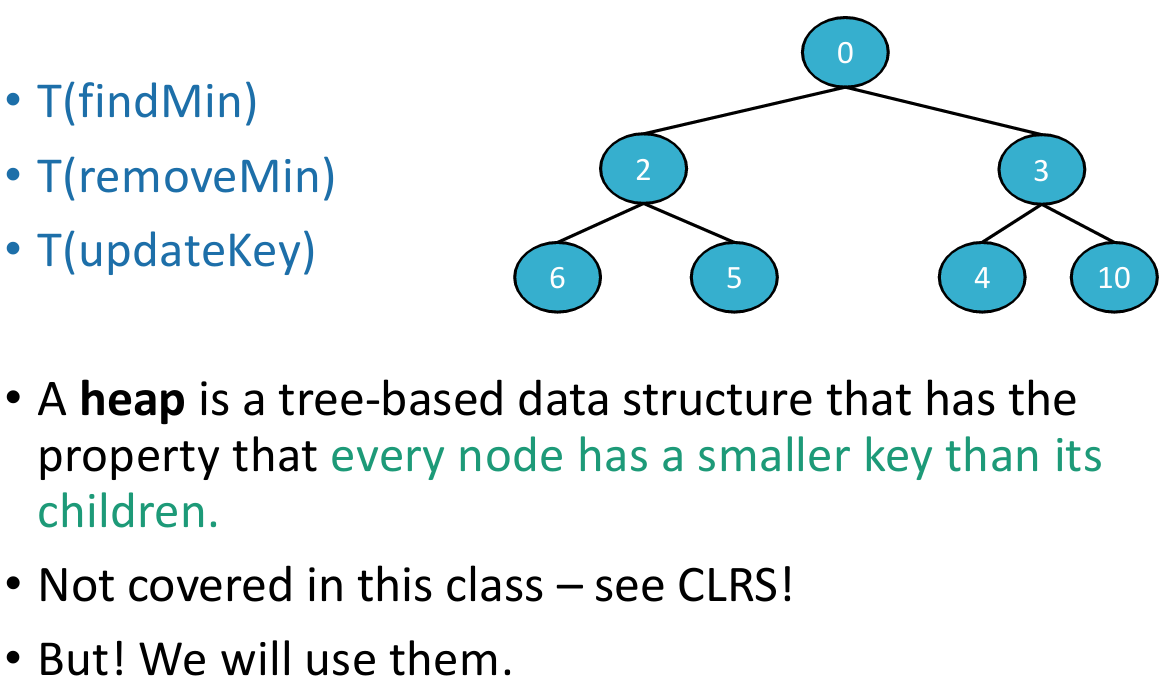 • T(findMin)
• T(removeMin)
• T(updateKey)
0
2
3
6
5
4
10
• A heap is a tree-based data structure that has the
property that every node has a smaller key than its
children.
• Not covered in this class – see CLRS!
• But! We will use them.